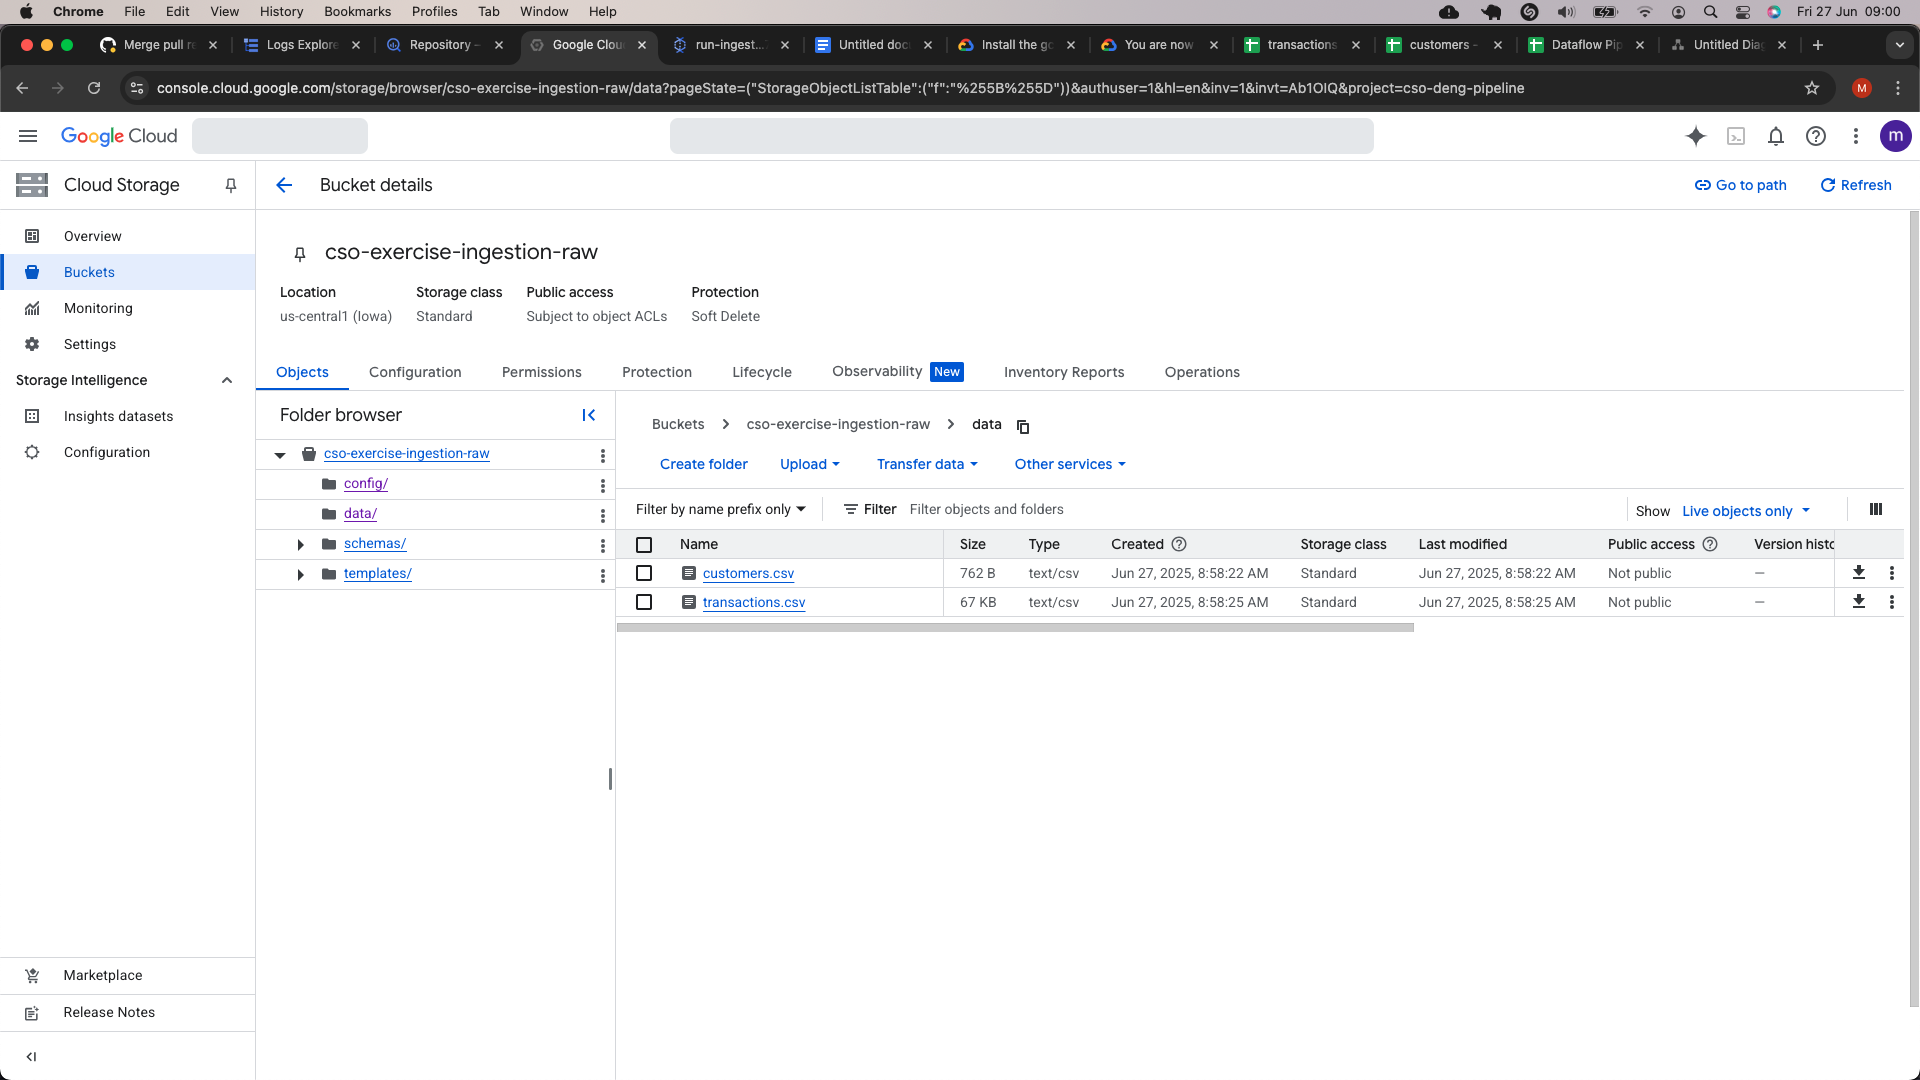 Chrome File Edit View History Bookmarks Profiles Tab Window Help Fri 27 Jun 09:00
Merge pull re Logs Explore Repository - Google Clou run-ingest... Untitled doc Install the gc You are now transactions customers - Dataflow Pip Untitled Diag
console.cloud.google.com/storage/browser/cso-exercise-ingestion-raw/data?pageState=("StorageObjectListTable":("f":"%255B%255D"))&authuser=1&hl=en&inv=1&invt=Ab1OIQ&project=cso-deng-pipeline M
Google Cloud m
Cloud Storage Bucket details Go to path Refresh
Overview
Buckets
Monitoring
Settings
Storage Intelligence
Insights datasets
Configuration
Marketplace
Release Notes
cso-exercise-ingestion-raw
Location Storage class Public access Protection
us-central1 (Iowa) Standard Subject to object ACLs Soft Delete
Objects Configuration Permissions Protection Lifecycle Observability New Inventory Reports Operations
Folder browser
cso-exercise-ingestion-raw
config/
data/
schemas/
templates/
Buckets > cso-exercise-ingestion-raw > data
Create folder Upload Transfer data Other services
Filter by name prefix only Filter Filter objects and folders Show Live objects only
Name Size Type Created Storage class Last modified Public access Version histo
customers.csv 762 B text/csv Jun 27, 2025, 8:58:22 AM Standard Jun 27, 2025, 8:58:22 AM Not public —
transactions.csv 67 KB text/csv Jun 27, 2025, 8:58:25 AM Standard Jun 27, 2025, 8:58:25 AM Not public —